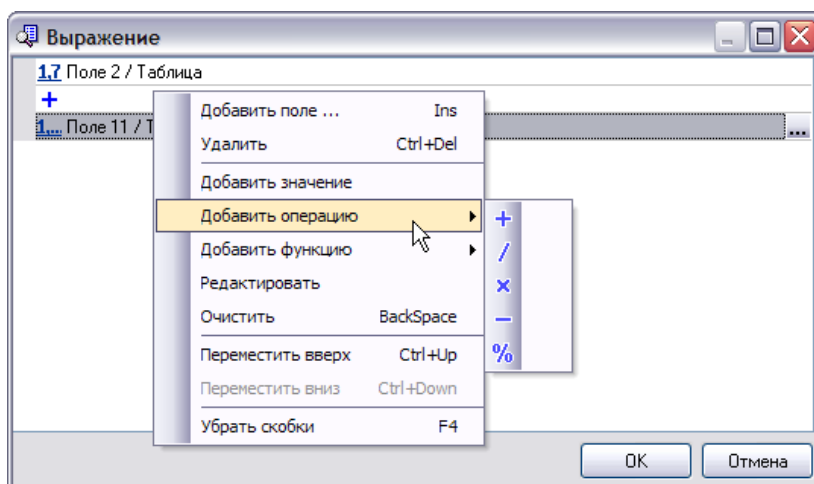 Выражение
1,7 Поле 2 / Таблица
+
1,... Поле 11 / Т
...
Добавить поле ... Ins
Удалить Ctrl+Del
Добавить значение
Добавить операцию
Добавить функцию
Редактировать
Очистить BackSpace
Переместить вверх Ctrl+Up
Переместить вниз Ctrl+Down
Убрать скобки F4
+
/
×
−
%
OK Отмена